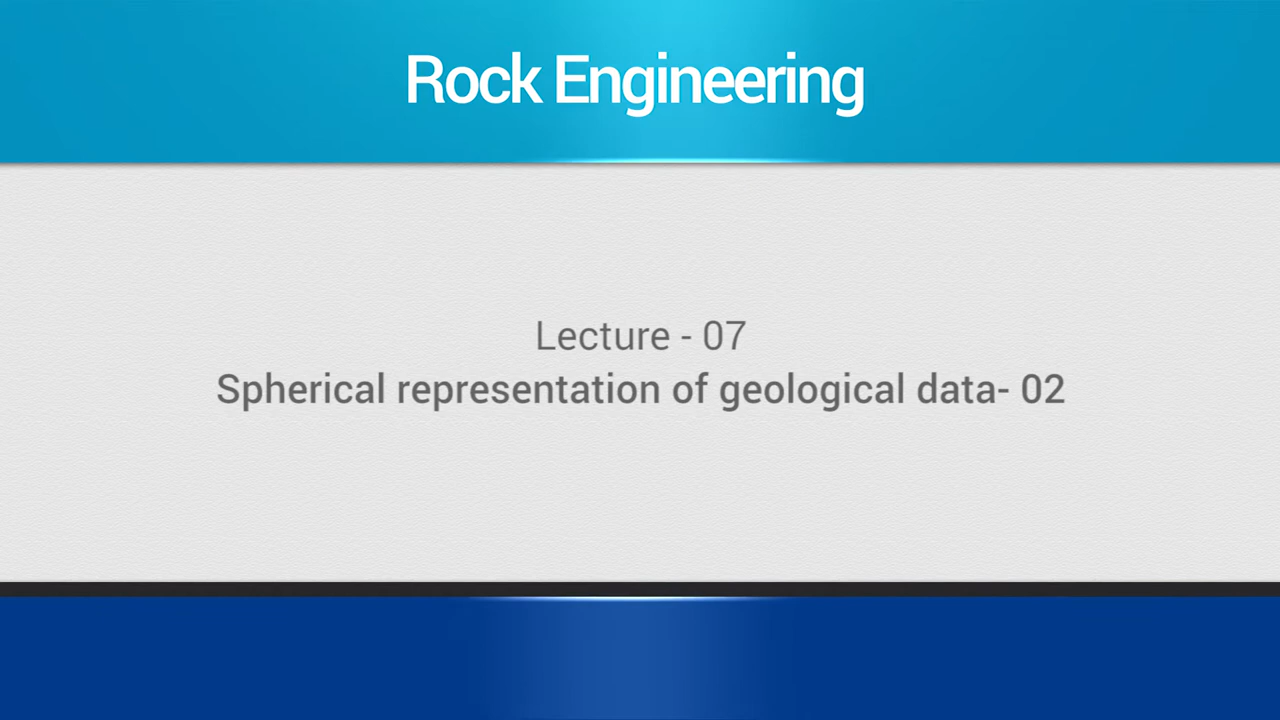 Rock Engineering
Lecture - 07
Spherical representation of geological data- 02